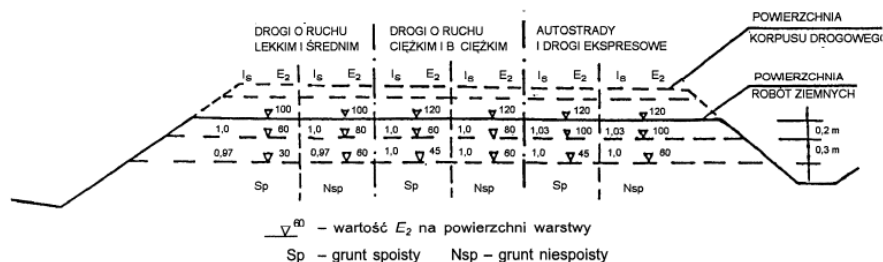 DROGI O RUCHU LEKKIM I ŚREDNIM
DROGI O RUCHU CIĘŻKIM I B CIĘŻKIM
AUTOSTRADY I DROGI EKSPRESOWE
POWIERZCHNIA KORPUSU DROGOWEGO
Is E2 Is E2 Is E2 Is E2 Is E2 Is E2
POWIERZCHNIA ROBÓT ZIEMNYCH
100 100 120 120 120 120
0,2 m
1,0 60 1,0 80 1,0 60 1,0 80 1,03 100 1,03 100
0,3 m
0,97 30 0,97 60 1,0 45 1,0 60 1,0 45 1,0 60
Sp Nsp Sp Nsp Sp Nsp
60 – wartość E2 na powierzchni warstwy
Sp – grunt spoisty Nsp – grunt niespoisty